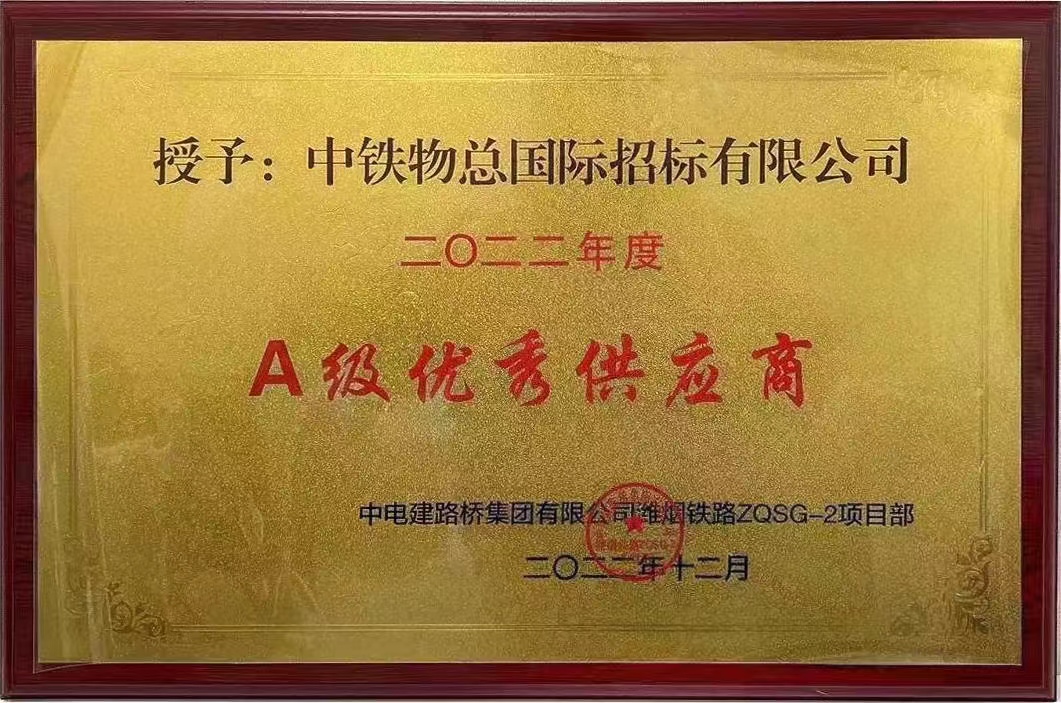 授予：中铁物总国际招标有限公司
二〇二二年度
A级优秀供应商
中电建路桥集团有限公司潍烟铁路ZQSG-2项目部
二〇二二年十二月